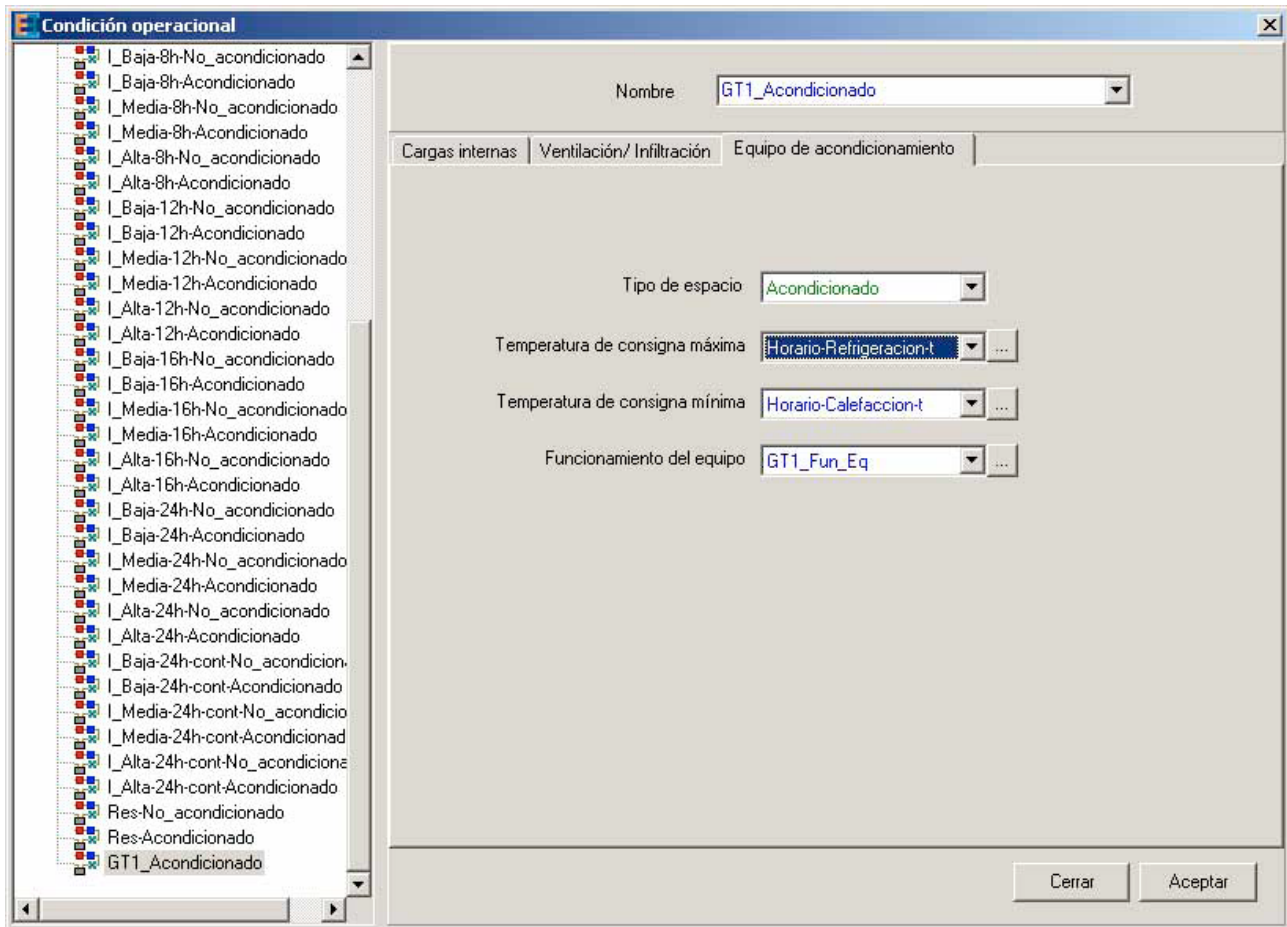 Condición operacional
I_Baja-8h-No_acondicionado
I_Baja-8h-Acondicionado
I_Media-8h-No_acondicionado
I_Media-8h-Acondicionado
I_Alta-8h-No_acondicionado
I_Alta-8h-Acondicionado
I_Baja-12h-No_acondicionado
I_Baja-12h-Acondicionado
I_Media-12h-No_acondicionado
I_Media-12h-Acondicionado
I_Alta-12h-No_acondicionado
I_Alta-12h-Acondicionado
I_Baja-16h-No_acondicionado
I_Baja-16h-Acondicionado
I_Media-16h-No_acondicionado
I_Media-16h-Acondicionado
I_Alta-16h-No_acondicionado
I_Alta-16h-Acondicionado
I_Baja-24h-No_acondicionado
I_Baja-24h-Acondicionado
I_Media-24h-No_acondicionado
I_Media-24h-Acondicionado
I_Alta-24h-No_acondicionado
I_Alta-24h-Acondicionado
I_Baja-24h-cont-No_acondicion
I_Baja-24h-cont-Acondicionado
I_Media-24h-cont-No_acondicio
I_Media-24h-cont-Acondicionad
I_Alta-24h-cont-No_acondiciona
I_Alta-24h-cont-Acondicionado
Res-No_acondicionado
Res-Acondicionado
GT1_Acondicionado
Nombre GT1_Acondicionado
Cargas internas Ventilación/ Infiltración Equipo de acondicionamiento
Tipo de espacio Acondicionado
Temperatura de consigna máxima Horario-Refrigeracion-t ...
Temperatura de consigna mínima Horario-Calefaccion-t ...
Funcionamiento del equipo GT1_Fun_Eq ...
Cerrar Aceptar